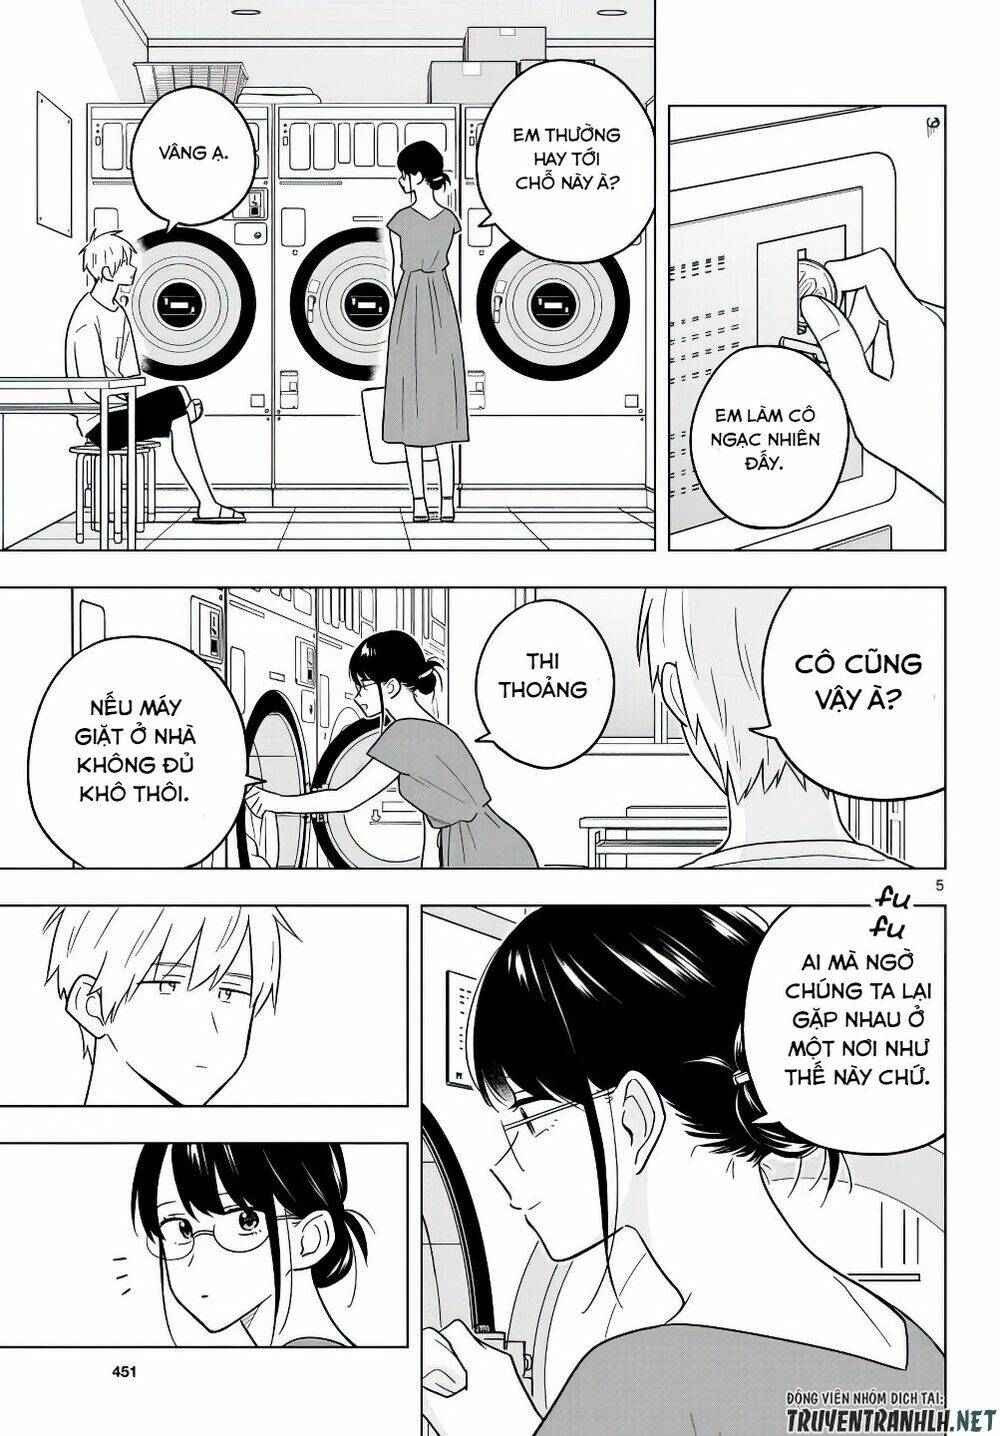 EM LÀM CÔ
NGẠC NHIÊN
ĐẤY.
EM THƯỜNG
HAY TỚI
CHỖ NÀY À?
VÂNG Ạ.
CÔ CŨNG
VẬY À?
THI
THOẢNG
NẾU MÁY
GIẶT Ở NHÀ
KHÔNG ĐỦ
KHÔ THÔI.
5
fu
fu
AI MÀ NGỜ
CHÚNG TA LẠI
GẶP NHAU Ở
MỘT NƠI NHƯ
THẾ NÀY CHỨ.
451
ĐỘNG VIÊN NHÓM DỊCH TẠI:
TRUYENTRANHLH.NET